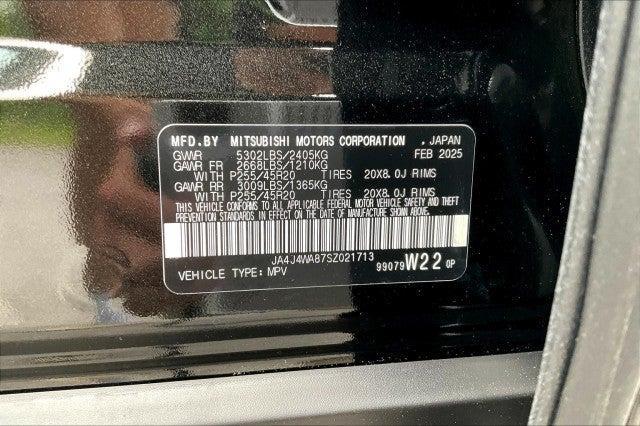 MFD.BY MITSUBISHI MOTORS CORPORATION , JAPAN
GVWR 5302LBS/2405KG FEB 2025
GAWR FR 2668LBS/1210KG
WITH P255/45R20 TIRES 20X8.0J RIMS
GAWR RR 3009LBS/1365KG
WITH P255/45R20 TIRES 20X8.0J RIMS
THIS VEHICLE CONFORMS TO ALL APPLICABLE FEDERAL MOTOR VEHICLE SAFETY AND THEFT
PREVENTION STANDARDS IN EFFECT ON THE DATE OF MANUFACTURE SHOWN ABOVE.
JA4J4WA87SZ021713
VEHICLE TYPE: MPV 99079 W22 0P